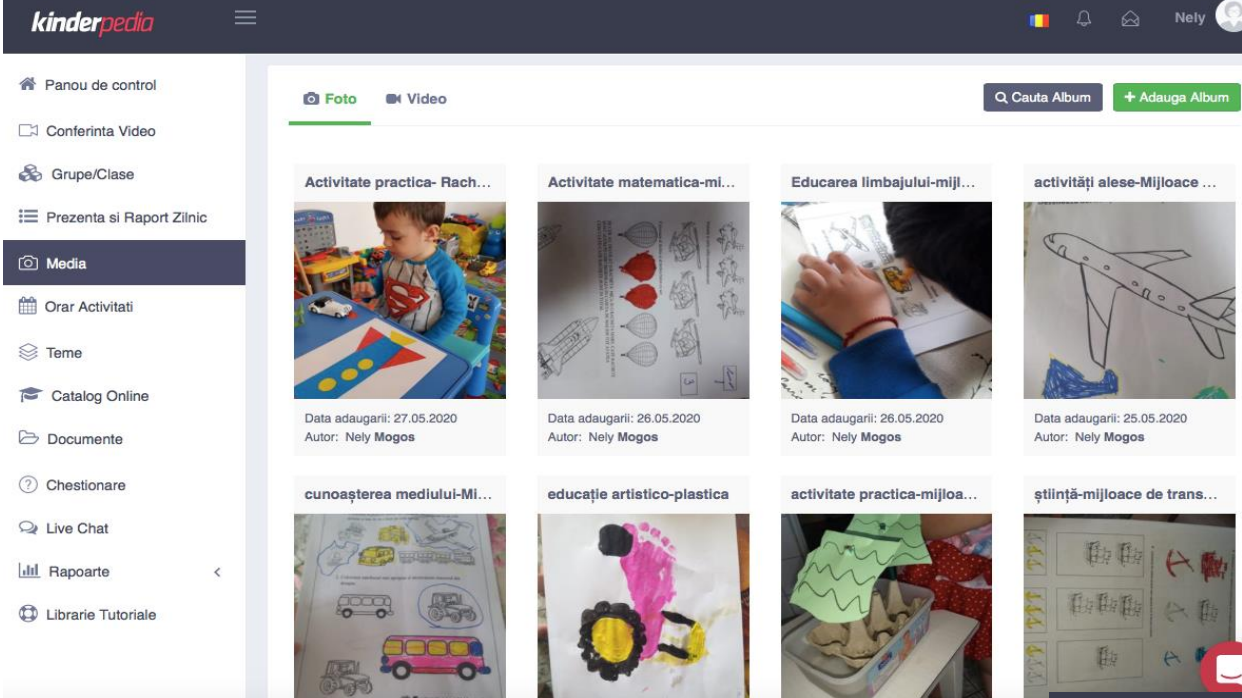 kinderpedia
Nely
Panou de control
Conferinta Video
Grupe/Clase
Prezenta si Raport Zilnic
Media
Orar Activitati
Teme
Catalog Online
Documente
Chestionare
Live Chat
Rapoarte
Librarie Tutoriale
Foto Video
Cauta Album + Adauga Album
Activitate practica- Rach...
Data adaugarii: 27.05.2020
Autor: Nely Mogos
Activitate matematica-mi...
Data adaugarii: 26.05.2020
Autor: Nely Mogos
Educarea limbajului-mijl...
Data adaugarii: 26.05.2020
Autor: Nely Mogos
activități alese-Mijloace ...
Data adaugarii: 25.05.2020
Autor: Nely Mogos
cunoașterea mediului-Mi...
educație artistico-plastica
activitate practica-mijloa...
știință-mijloace de trans...